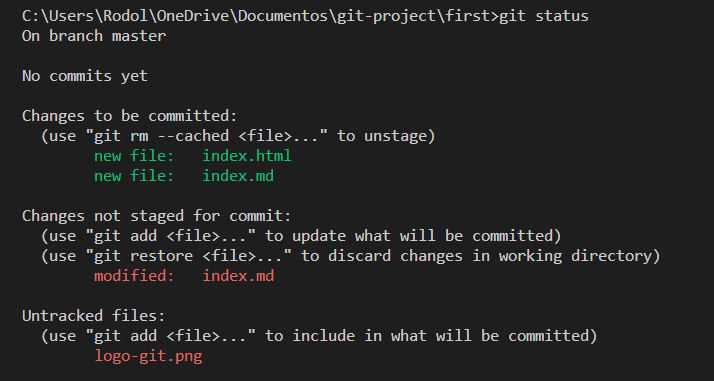 C:\Users\Rodol\OneDrive\Documentos\git-project\first>git status
On branch master
No commits yet
Changes to be committed:
(use "git rm --cached <file>..." to unstage)
new file: index.html
new file: index.md
Changes not staged for commit:
(use "git add <file>..." to update what will be committed)
(use "git restore <file>..." to discard changes in working directory)
modified: index.md
Untracked files:
(use "git add <file>..." to include in what will be committed)
logo-git.png